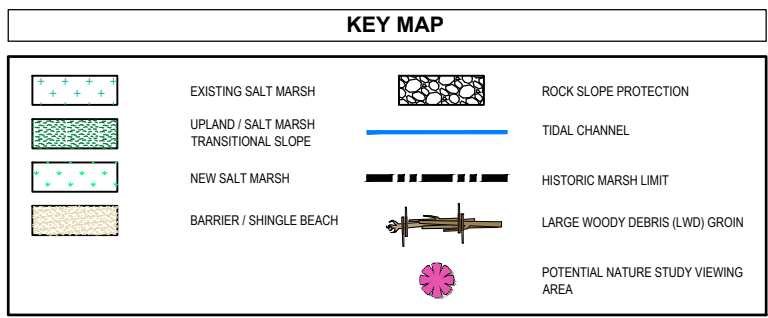 KEY MAP
EXISTING SALT MARSH
UPLAND / SALT MARSH
TRANSITIONAL SLOPE
NEW SALT MARSH
BARRIER / SHINGLE BEACH
ROCK SLOPE PROTECTION
TIDAL CHANNEL
HISTORIC MARSH LIMIT
LARGE WOODY DEBRIS (LWD) GROIN
POTENTIAL NATURE STUDY VIEWING
AREA